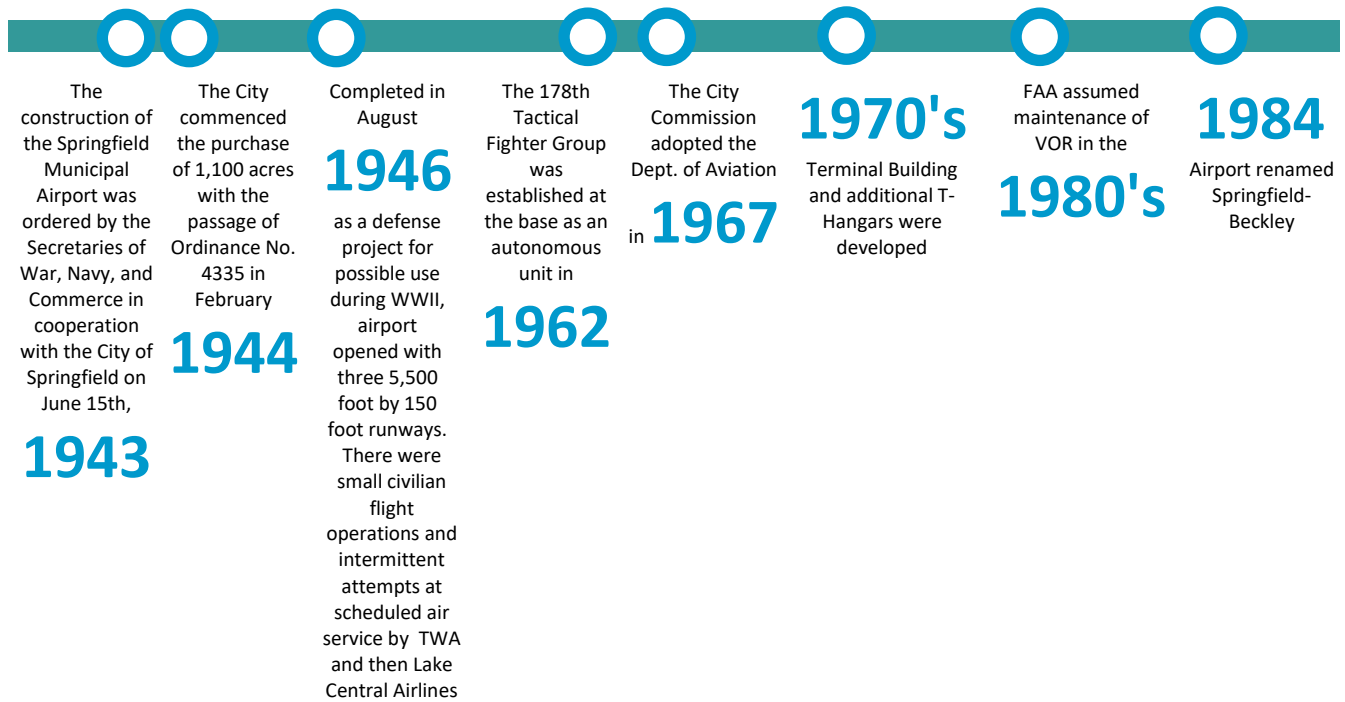 The
construction of
the Springfield
Municipal
Airport was
ordered by the
Secretaries of
War, Navy, and
Commerce in
cooperation
with the City of
Springfield on
June 15th,
1943
The City
commenced
the purchase
of 1,100 acres
with the
passage of
Ordinance No.
4335 in
February
1944
Completed in
August
1946
as a defense
project for
possible use
during WWII,
airport
opened with
three 5,500
foot by 150
foot runways.
There were
small civilian
flight
operations and
intermittent
attempts at
scheduled air
service by TWA
and then Lake
Central Airlines
The 178th
Tactical
Fighter Group
was
established at
the base as an
autonomous
unit in
1962
The City
Commission
adopted the
Dept. of Aviation
in 1967
1970's
Terminal Building
and additional T-
Hangars were
developed
FAA assumed
maintenance of
VOR in the
1980's
1984
Airport renamed
Springfield-
Beckley